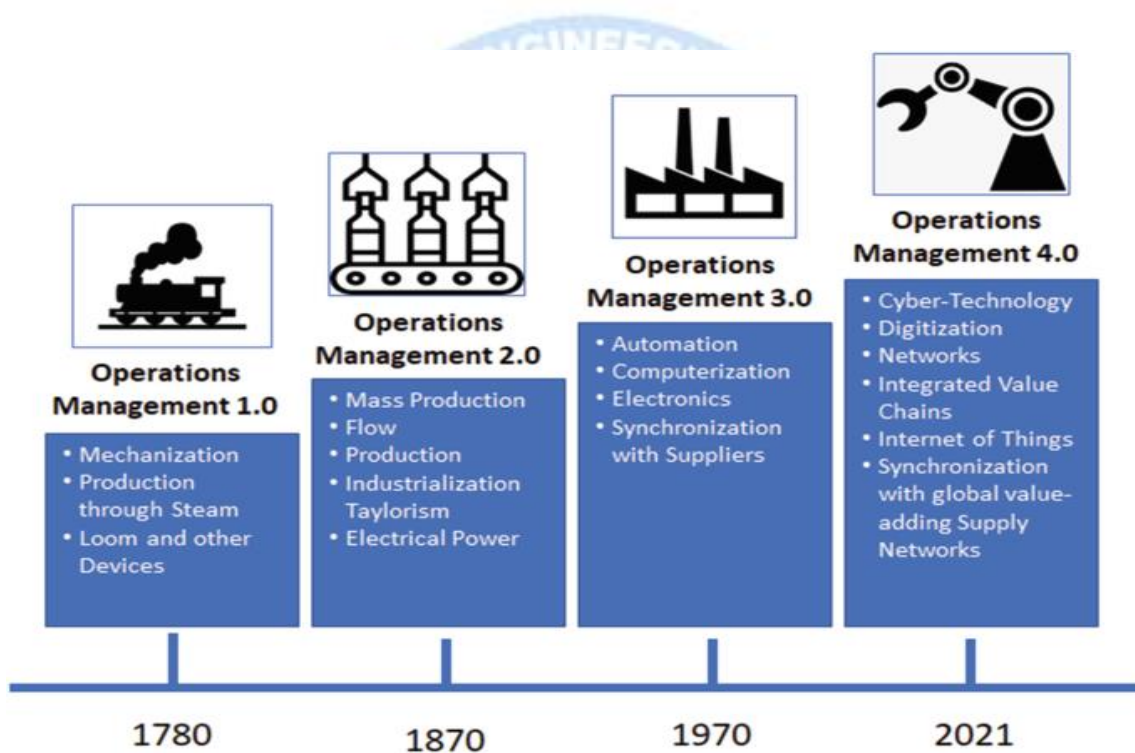 ENGINEE
Operations
Management 1.0
• Mechanization
• Production
through Steam
• Loom and other
Devices
Operations
Management 2.0
• Mass Production
• Flow
• Production
• Industrialization
Taylorism
• Electrical Power
Operations
Management 3.0
• Automation
• Computerization
• Electronics
• Synchronization
with Suppliers
Operations
Management 4.0
• Cyber-Technology
• Digitization
• Networks
• Integrated Value
Chains
• Internet of Things
• Synchronization
with global value-
adding Supply
Networks
1780
1870
1970
2021